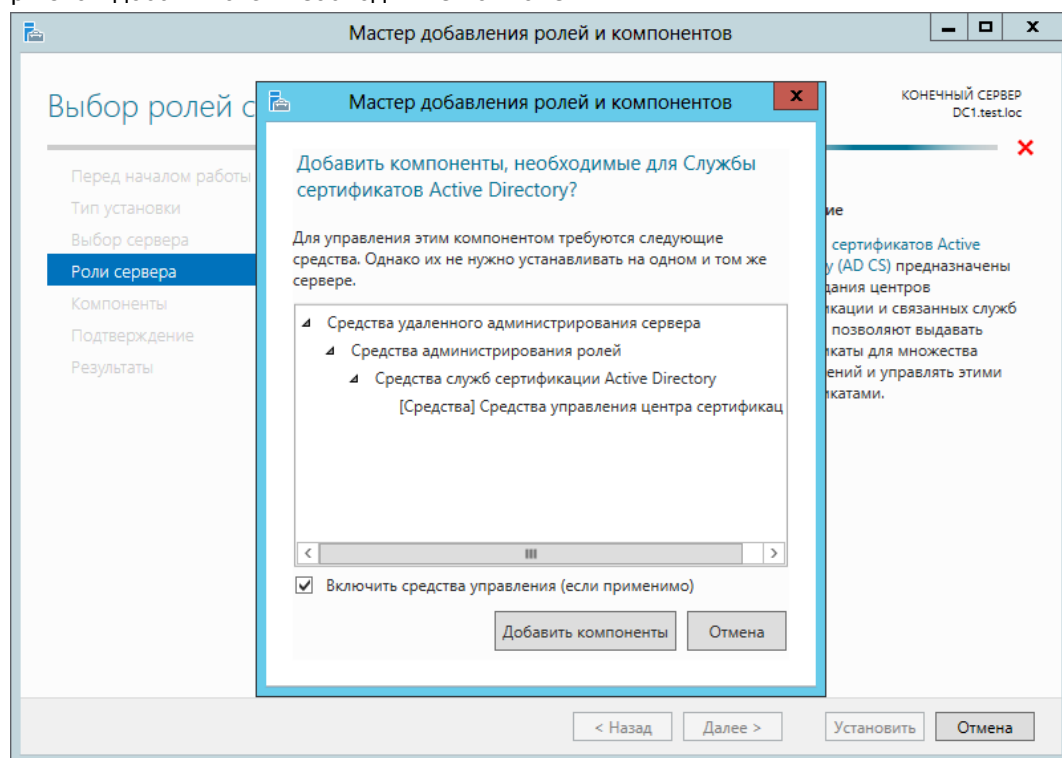 Мастер добавления ролей и компонентов
Выбор ролей с
КОНЕЧНЫЙ СЕРВЕР
DC1.test.loc
Перед началом работы
Тип установки
Выбор сервера
Роли сервера
Компоненты
Подтверждение
Результаты
Мастер добавления ролей и компонентов
Добавить компоненты, необходимые для Службы
сертификатов Active Directory?
Для управления этим компонентом требуются следующие
средства. Однако их не нужно устанавливать на одном и том же
сервере.
Средства удаленного администрирования сервера
Средства администрирования ролей
Средства служб сертификации Active Directory
[Средства] Средства управления центра сертификац
Включить средства управления (если применимо)
Добавить компоненты
Отмена
ие
сертификатов Active
y (AD CS) предназначены
дания центров
икации и связанных служб
позволяют выдавать
икаты для множества
ений и управлять этими
икатами.
< Назад
Далее >
Установить
Отмена